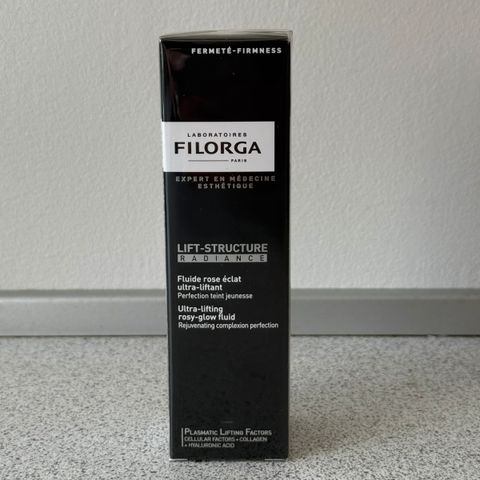 FERMETÉ-FIRMNESS
LABORATOIRES
FILORGA
PARIS
EXPERT EN MÉDECINE
ESTHÉTIQUE
LIFT-STRUCTURE
RADIANCE
Fluide rose éclat
ultra-liftant
Perfection teint jeunesse
Ultra-lifting
rosy-glow fluid
Rejuvenating complexion perfection
PLASMATIC LIFTING FACTORS
CELLULAR FACTORS + COLLAGEN
+ HYALURONIC ACID